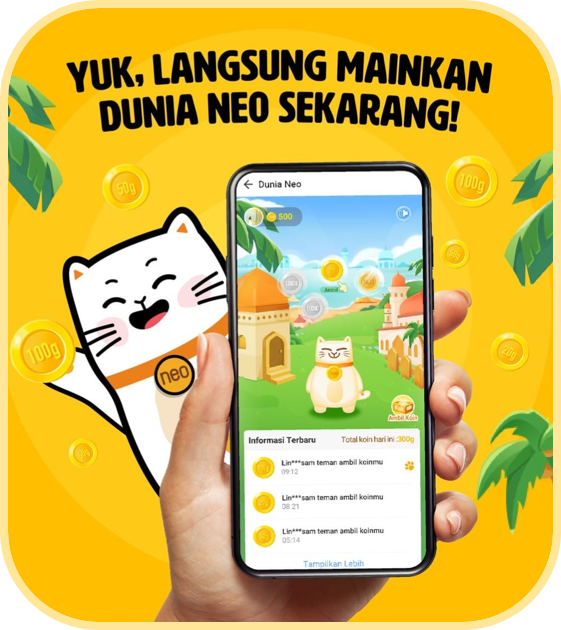 YUK, LANGSUNG MAINKAN
DUNIA NEO SEKARANG!
50g
100g
← Dunia Neo
500
100g
20g
neo
Ambil Koin
Informasi Terbaru
Total koin hari ini :300g
Lin***sam teman ambil koinmu
09:12
Lin***sam teman ambil koinmu
08:21
Lin***sam teman ambil koinmu
05:14
Tampilkan Lebih